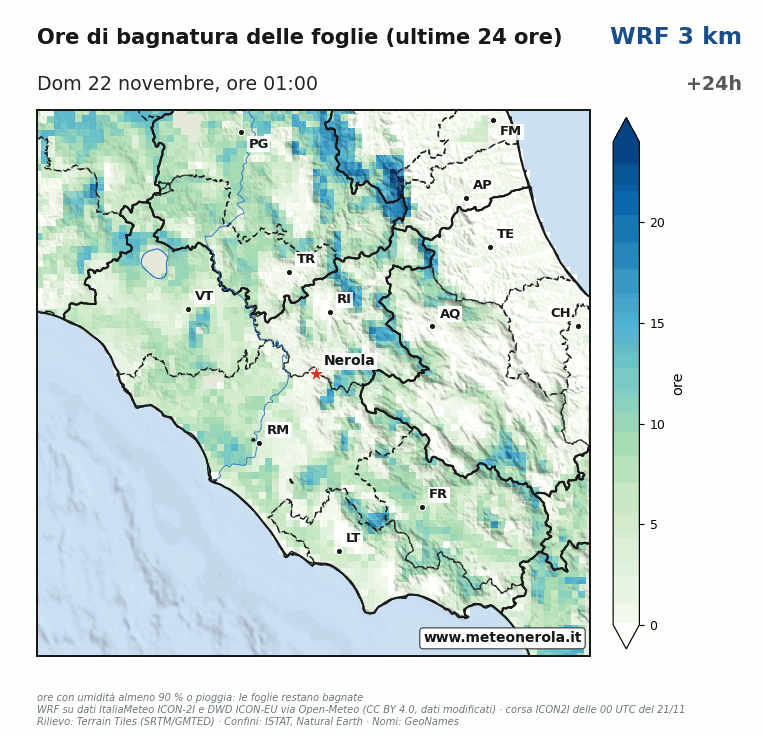 Ore di bagnatura delle foglie (ultime 24 ore)
WRF 3 km
Dom 22 novembre, ore 01:00
+24h
FM
PG
AP
TE
TR
VT
RI
AQ
CH
Nerola
RM
FR
LT
www.meteonerola.it
20
15
10
5
0
ore
ore con umidità almeno 90 % o pioggia: le foglie restano bagnate
WRF su dati ItaliaMeteo ICON-2I e DWD ICON-EU via Open-Meteo (CC BY 4.0, dati modificati) · corsa ICON2I delle 00 UTC del 21/11
Rilievo: Terrain Tiles (SRTM/GMTED) · Confini: ISTAT, Natural Earth · Nomi: GeoNames